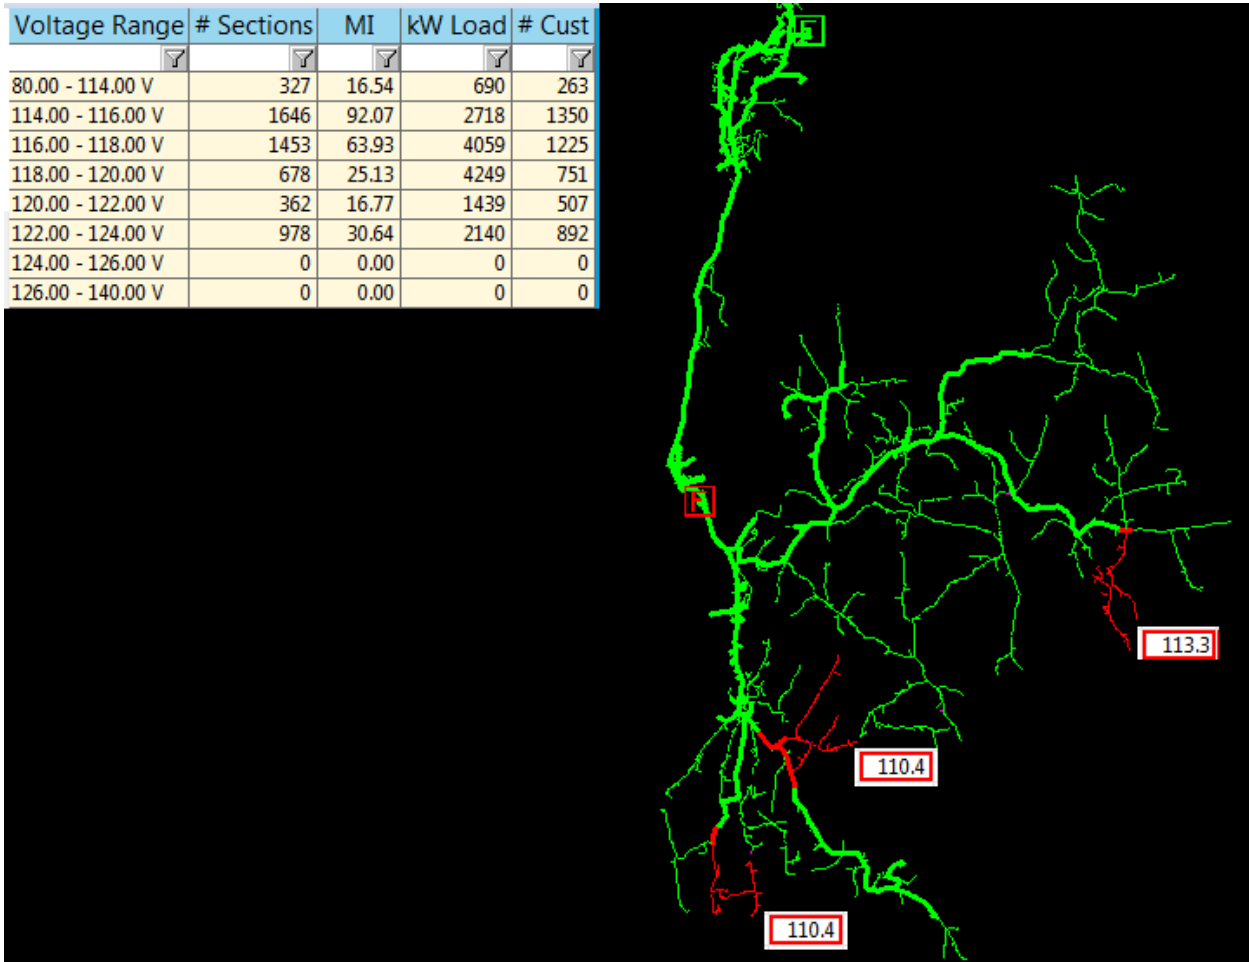 Voltage Range # Sections MI kW Load # Cust
80.00 - 114.00 V 327 16.54 690 263
114.00 - 116.00 V 1646 92.07 2718 1350
116.00 - 118.00 V 1453 63.93 4059 1225
118.00 - 120.00 V 678 25.13 4249 751
120.00 - 122.00 V 362 16.77 1439 507
122.00 - 124.00 V 978 30.64 2140 892
124.00 - 126.00 V 0 0.00 0 0
126.00 - 140.00 V 0 0.00 0 0
113.3
110.4
110.4